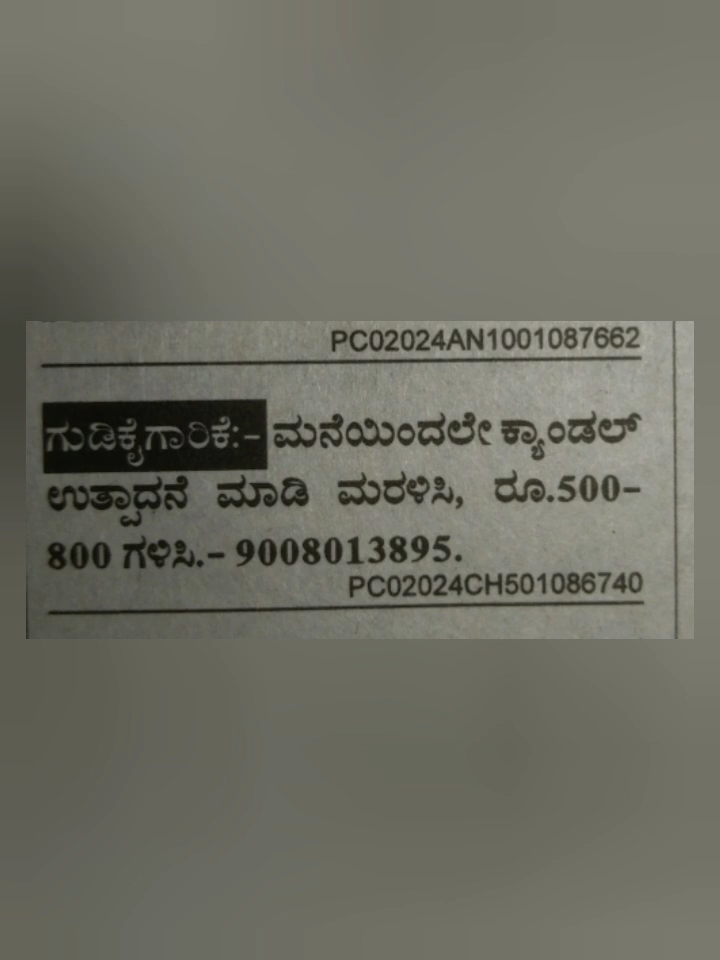 PC02024AN1001087662
ಗುಡಿಕೈಗಾರಿಕೆ:- ಮನೆಯಿಂದಲೇ ಕ್ಯಾಂಡಲ್
ಉತ್ಪಾದನೆ ಮಾಡಿ ಮರಳಿಸಿ, ರೂ.500-
800 ಗಳಿಸಿ.- 9008013895.
PC02024CH501086740